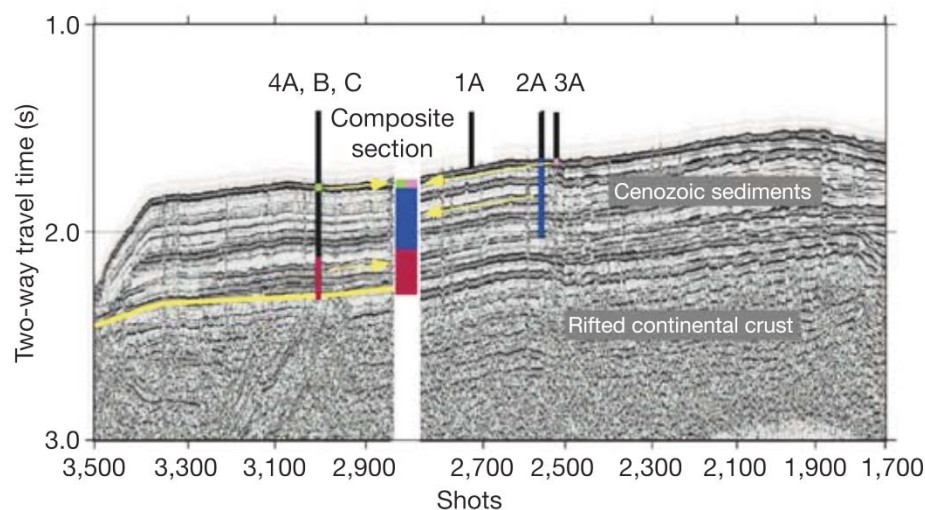 1.0
4A, B, C
1A
2A 3A
Composite
section
Cenozoic sediments
2.0
Rifted continental crust
3.0
Two-way travel time (s)
3,500 3,300 3,100 2,900 2,700 2,500 2,300 2,100 1,900 1,700
Shots